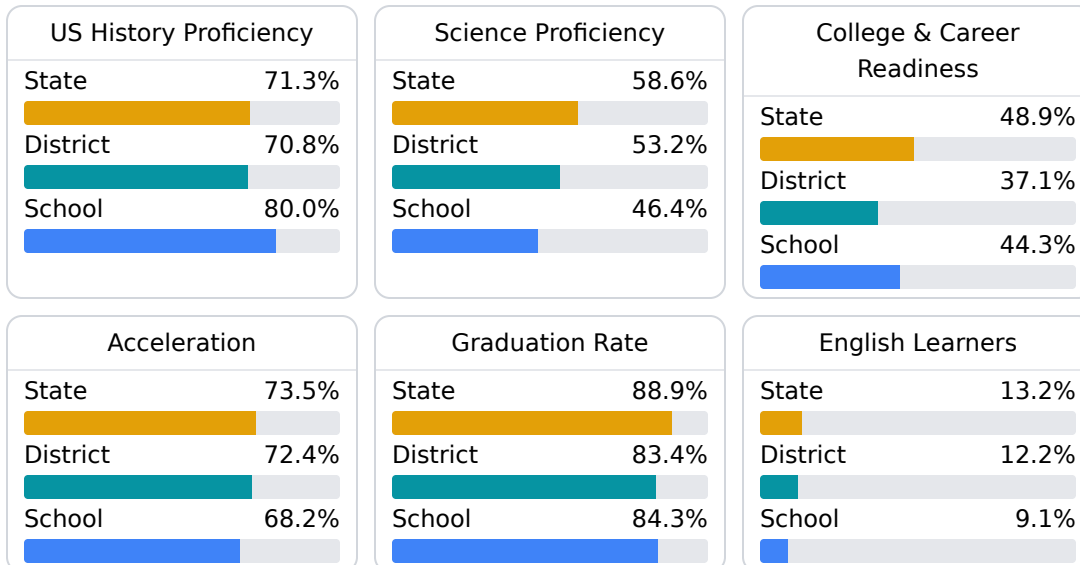 US History Proficiency
State 71.3%
District 70.8%
School 80.0%
Science Proficiency
State 58.6%
District 53.2%
School 46.4%
College & Career
Readiness
State 48.9%
District 37.1%
School 44.3%
Acceleration
State 73.5%
District 72.4%
School 68.2%
Graduation Rate
State 88.9%
District 83.4%
School 84.3%
English Learners
State 13.2%
District 12.2%
School 9.1%